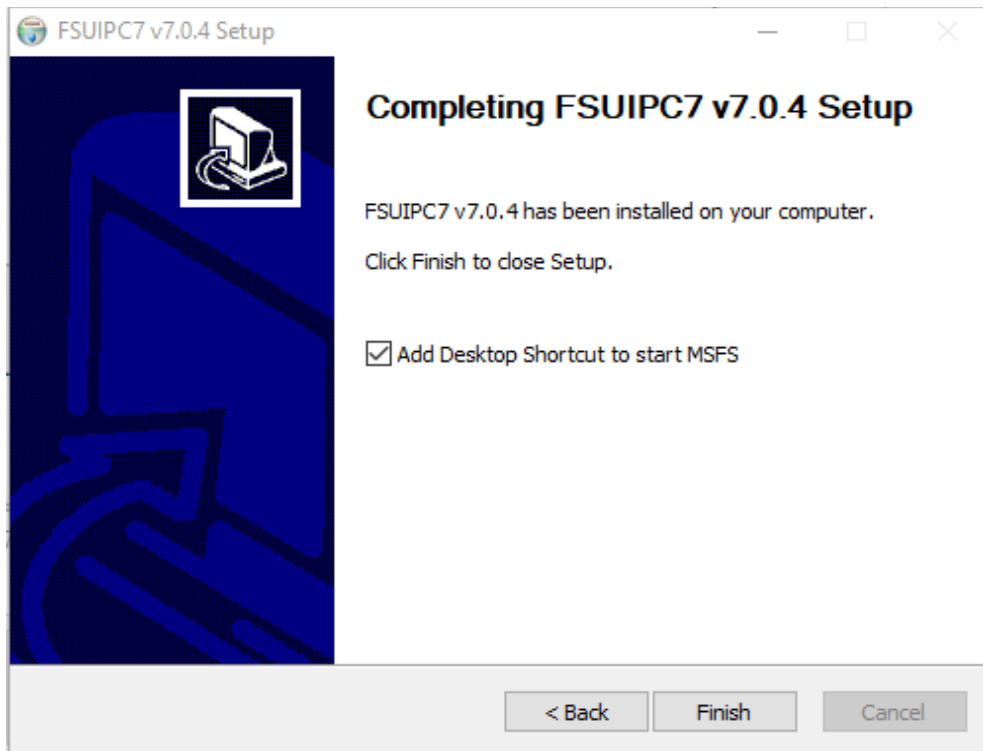 FSUIPC7 v7.0.4 Setup
Completing FSUIPC7 v7.0.4 Setup
FSUIPC7 v7.0.4 has been installed on your computer.
Click Finish to close Setup.
Add Desktop Shortcut to start MSFS
< Back
Finish
Cancel